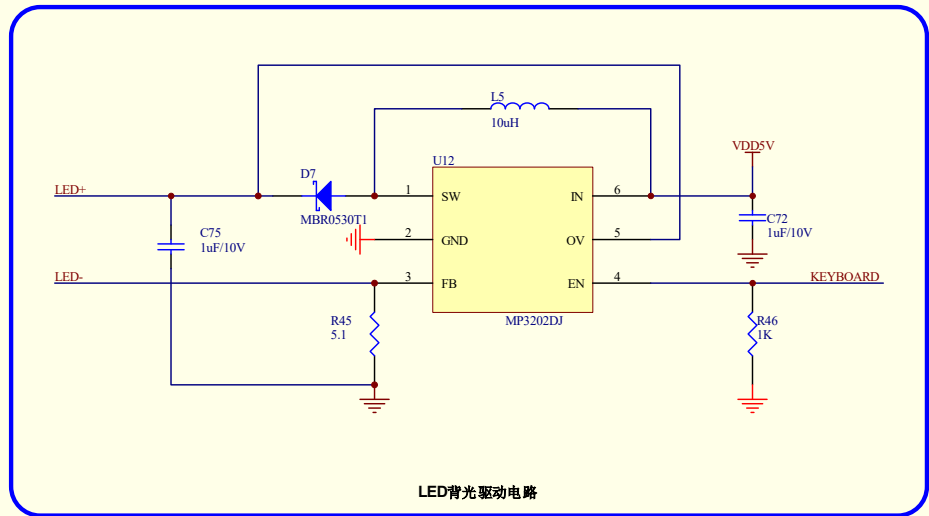 L5
10uH
VDD5V
U12
D7
LED+
1
SW
IN
6
MBR0530T1
C72
1uF/10V
C75
1uF/10V
2
GND
OV
5
LED-
3
FB
EN
4
KEYBOARD
R45
5.1
MP3202DJ
R46
1K
LED背光驱动电路